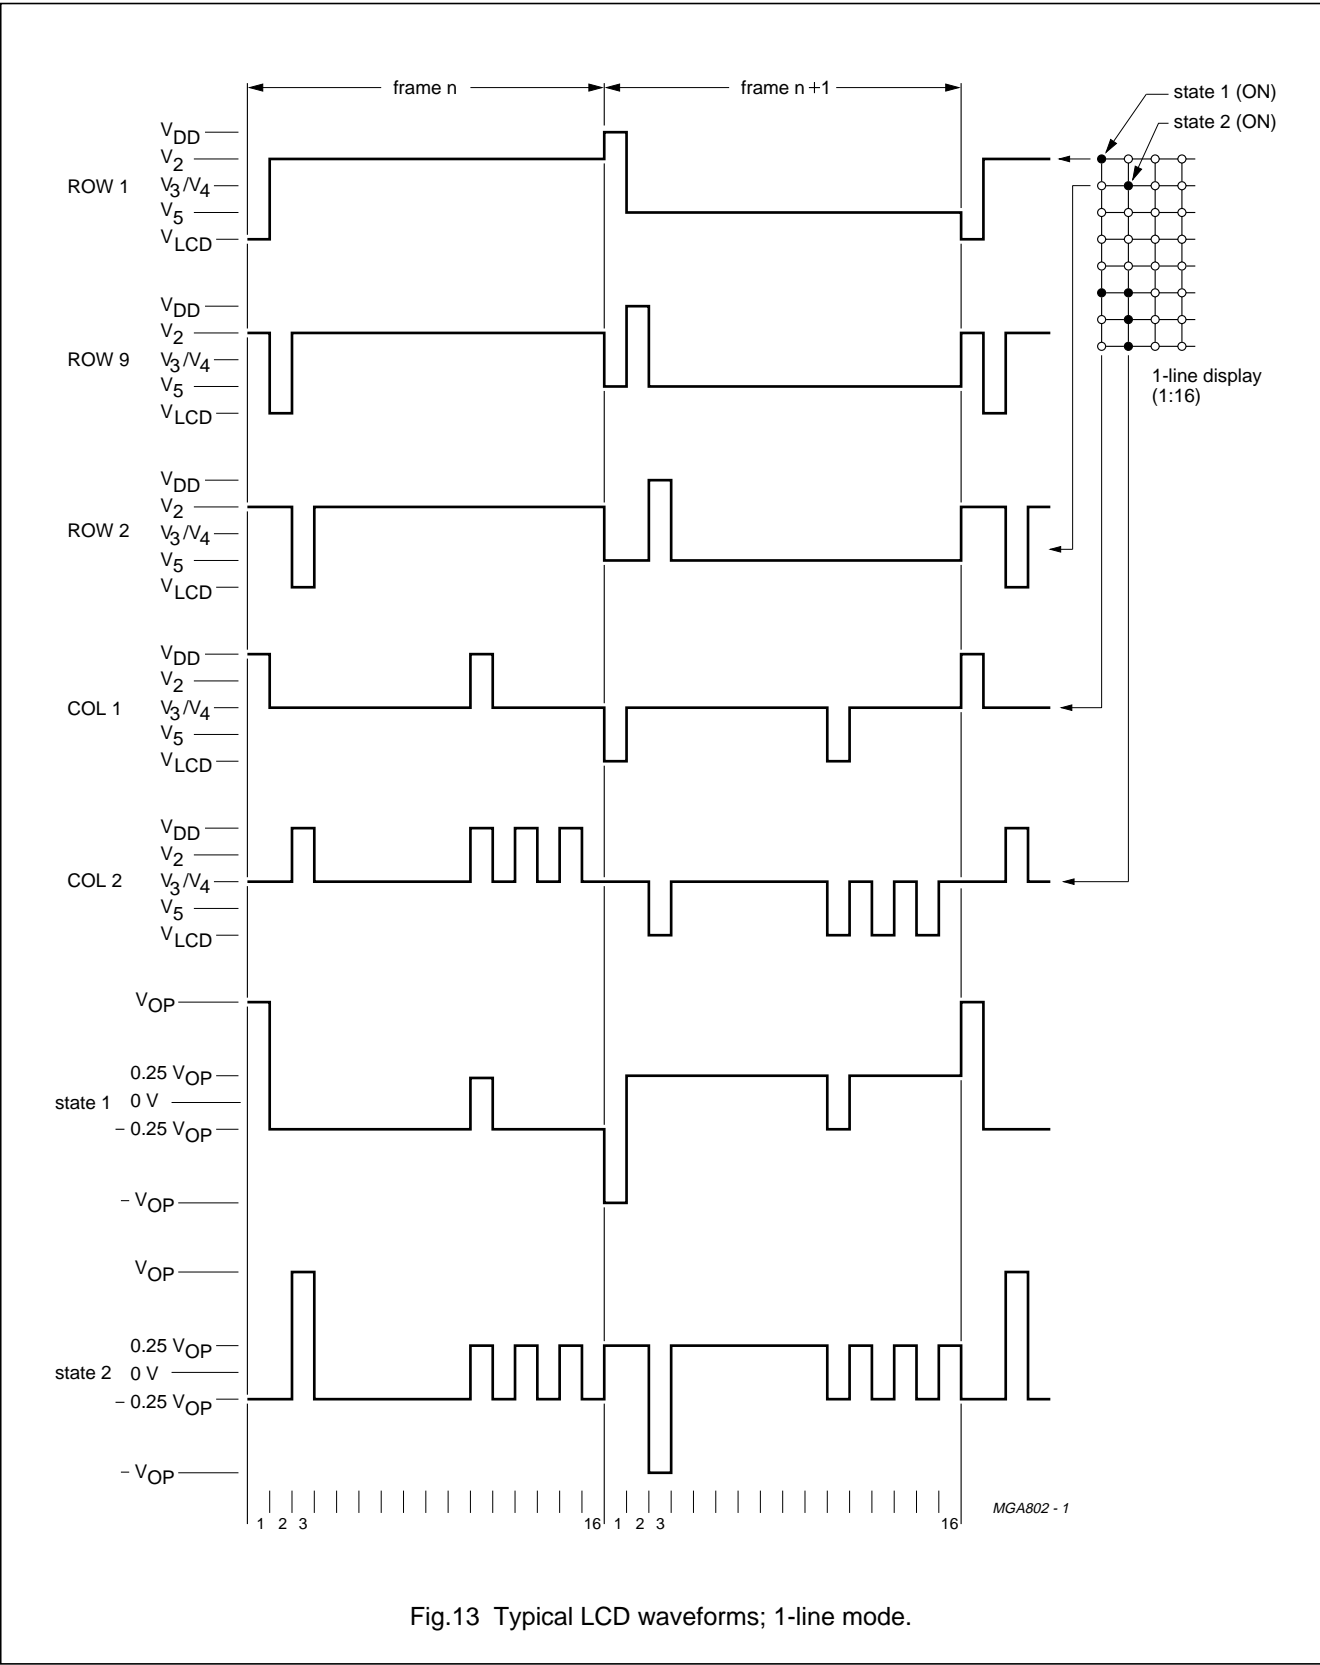 frame n
frame n +1
state 1 (ON)
state 2 (ON)
ROW 1
VDD
V2
V3/V4
V5
VLCD
ROW 9
VDD
V2
V3/V4
V5
VLCD
1-line display
(1:16)
ROW 2
VDD
V2
V3/V4
V5
VLCD
COL 1
VDD
V2
V3/V4
V5
VLCD
COL 2
VDD
V2
V3/V4
V5
VLCD
state 1
VOP
0.25 VOP
0 V
− 0.25 VOP
− VOP
state 2
VOP
0.25 VOP
0 V
− 0.25 VOP
− VOP
1 2 3 16 1 2 3 16
MGA802 - 1
Fig.13 Typical LCD waveforms; 1-line mode.